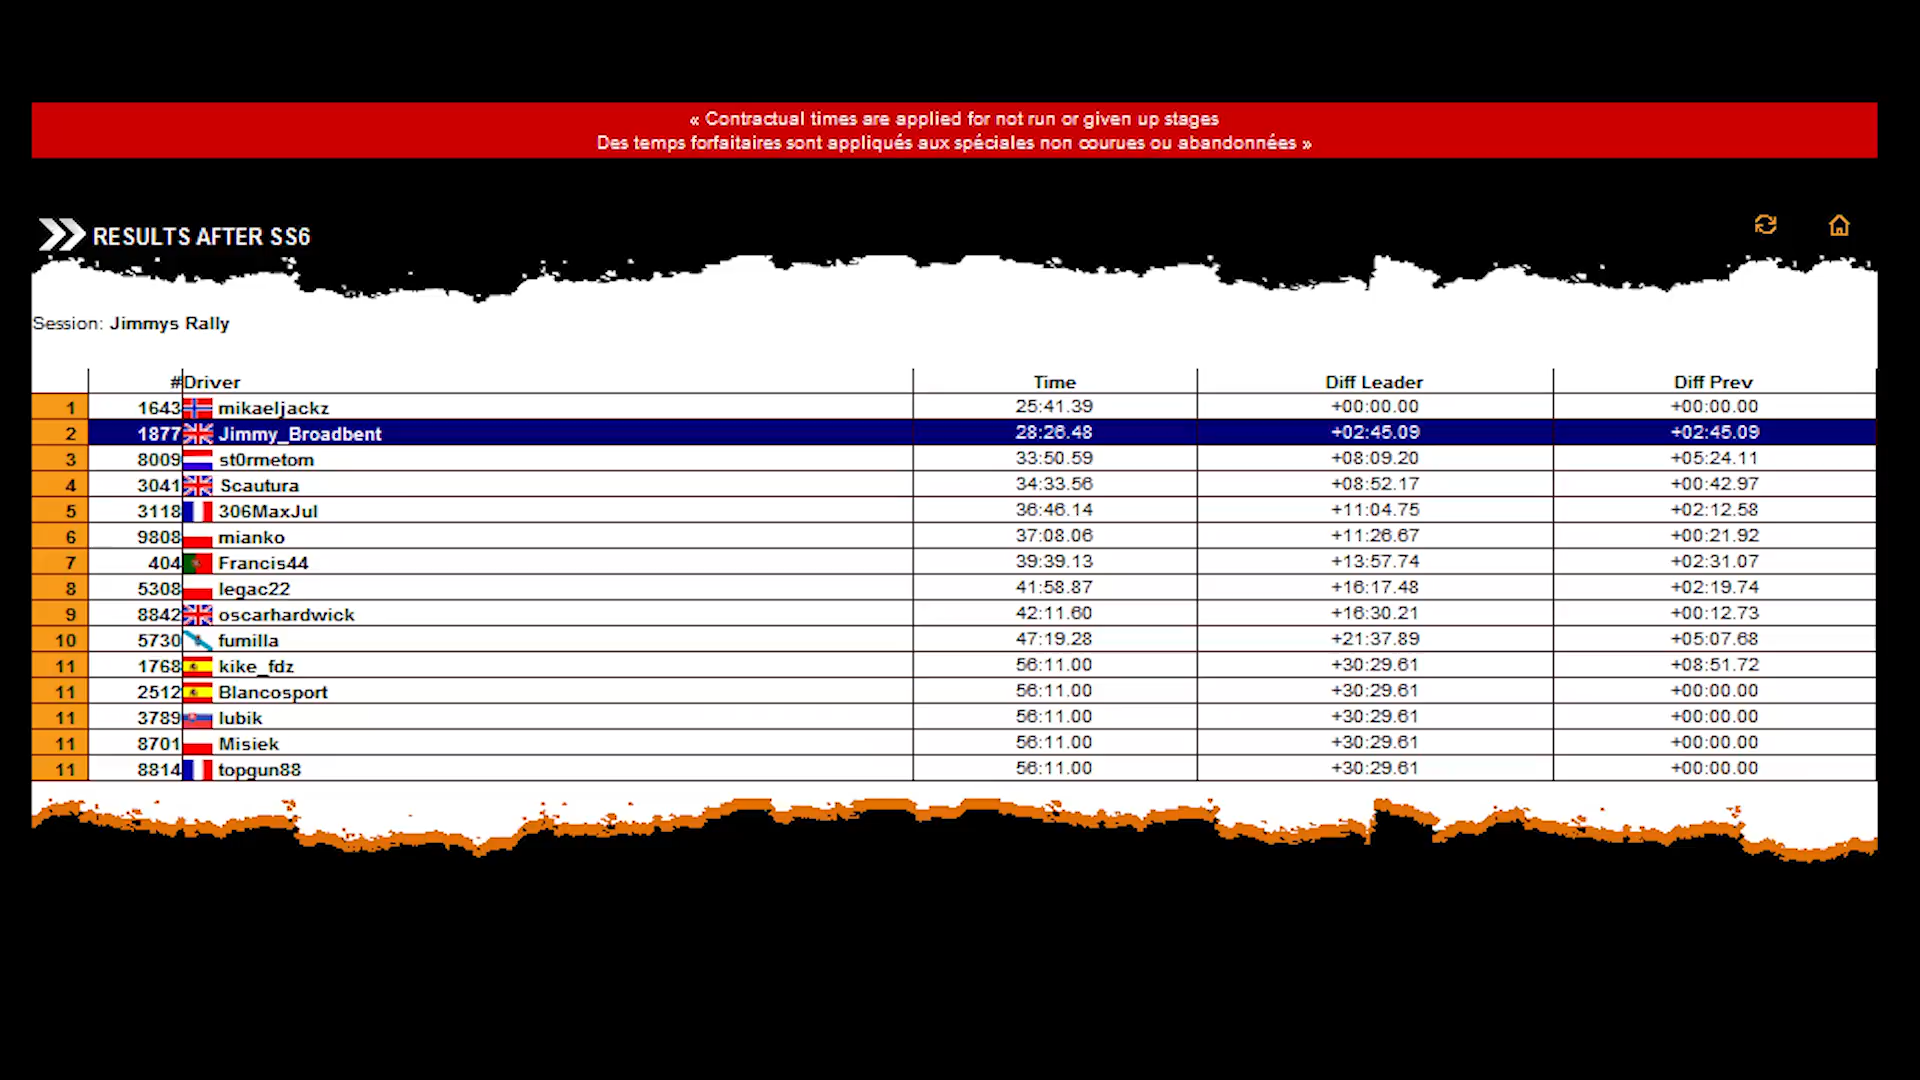 « Contractual times are applied for not run or given up stages
Des temps forfaitaires sont appliqués aux spéciales non courues ou abandonnées »
RESULTS AFTER SS6
Session: Jimmys Rally
# Driver Time Diff Leader Diff Prev
1 1643 mikaeljackz 25:41.39 +00:00.00 +00:00.00
2 1877 Jimmy_Broadbent 28:26.48 +02:45.09 +02:45.09
3 8009 st0rmetom 33:50.59 +08:09.20 +05:24.11
4 3041 Scautura 34:33.56 +08:52.17 +00:42.97
5 3118 306MaxJul 36:46.14 +11:04.75 +02:12.58
6 9808 mianko 37:08.06 +11:26.67 +00:21.92
7 404 Francis44 39:39.13 +13:57.74 +02:31.07
8 5308 legac22 41:58.87 +16:17.48 +02:19.74
9 8842 oscarhardwick 42:11.60 +16:30.21 +00:12.73
10 5730 fumilla 47:19.28 +21:37.89 +05:07.68
11 1768 kike_fdz 56:11.00 +30:29.61 +08:51.72
11 2512 Blancosport 56:11.00 +30:29.61 +00:00.00
11 3789 lubik 56:11.00 +30:29.61 +00:00.00
11 8701 Misiek 56:11.00 +30:29.61 +00:00.00
11 8814 topgun88 56:11.00 +30:29.61 +00:00.00